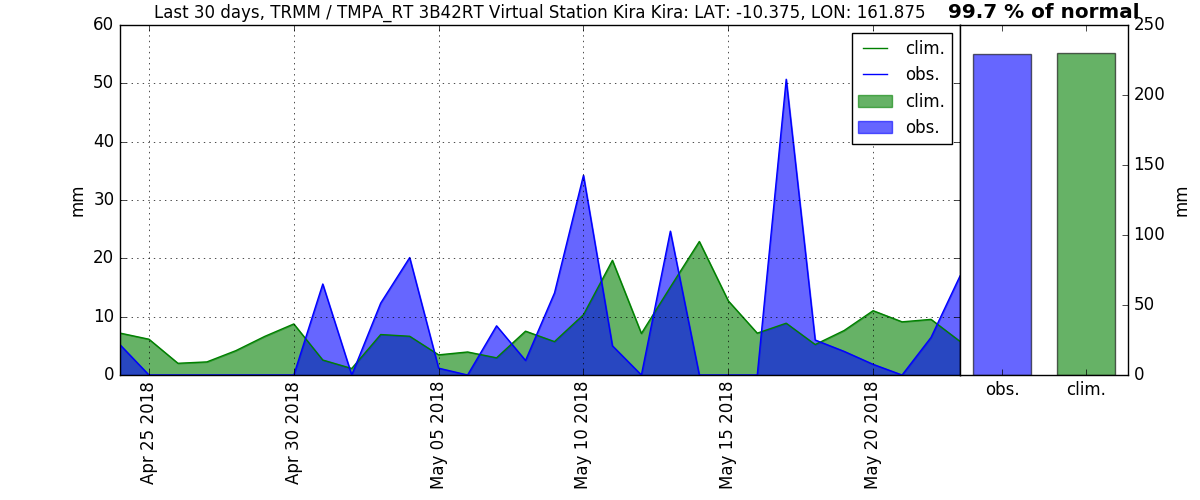 Last 30 days, TRMM / TMPA_RT 3B42RT Virtual Station Kira Kira: LAT: -10.375, LON: 161.875
99.7 % of normal
60
50
40
30
20
10
0
mm
clim.
obs.
clim.
obs.
250
200
150
100
50
0
mm
obs.
clim.
Apr 25 2018
Apr 30 2018
May 05 2018
May 10 2018
May 15 2018
May 20 2018